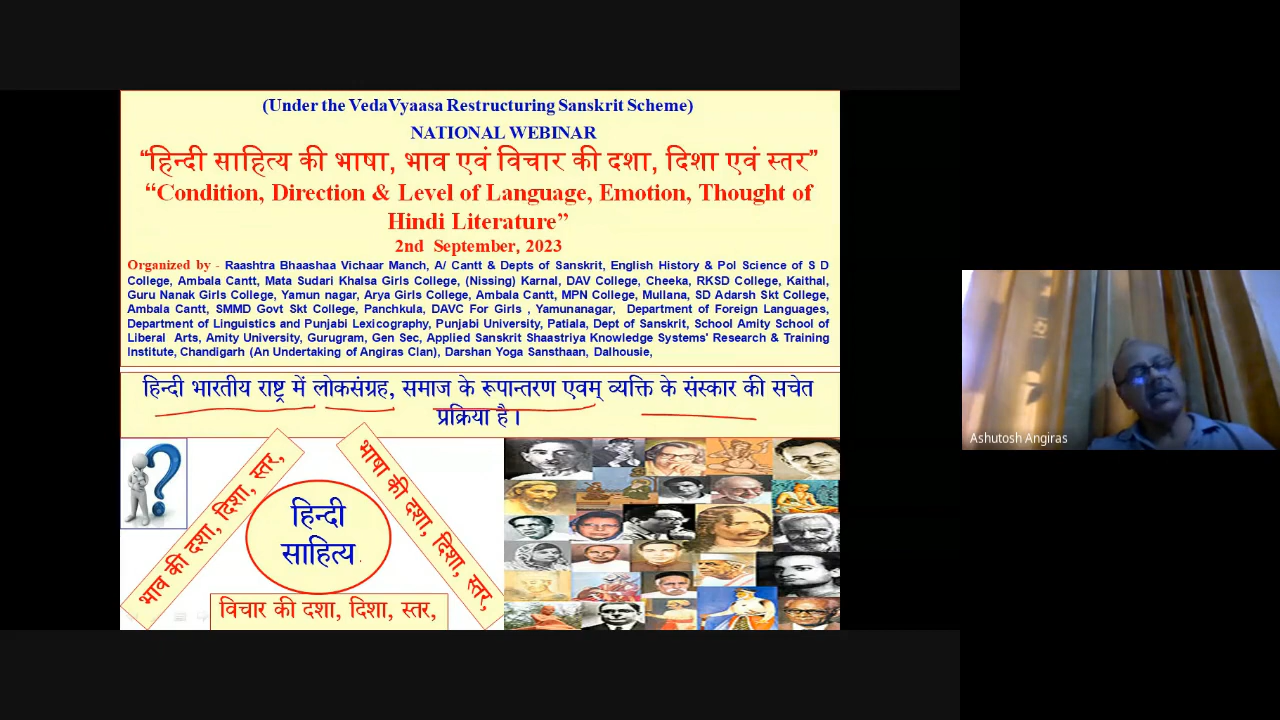 (Under the VedaVyaasa Restructuring Sanskrit Scheme)
NATIONAL WEBINAR
“हिन्दी साहित्य की भाषा, भाव एवं विचार की दशा, दिशा एवं स्तर”
“Condition, Direction & Level of Language, Emotion, Thought of
Hindi Literature”
2nd September, 2023
Organized by - Raashtra Bhaashaa Vichaar Manch, A/ Cantt & Depts of Sanskrit, English History & Pol Science of S D
College, Ambala Cantt, Mata Sudari Khalsa Girls College, (Nissing) Karnal, DAV College, Cheeka, RKSD College, Kaithal,
Guru Nanak Girls College, Yamun nagar, Arya Girls College, Ambala Cantt, MPN College, Mullana, SD Adarsh Skt College,
Ambala Cantt, SMMD Govt Skt College, Panchkula, DAVC For Girls , Yamunanagar, Department of Foreign Languages,
Department of Linguistics and Punjabi Lexicography, Punjabi University, Patiala, Dept of Sanskrit, School Amity School of
Liberal Arts, Amity University, Gurugram, Gen Sec, Applied Sanskrit Shaastriya Knowledge Systems' Research & Training
Institute, Chandigarh (An Undertaking of Angiras Clan), Darshan Yoga Sansthaan, Dalhousie,
हिन्दी भारतीय राष्ट्र में लोकसंग्रह, समाज के रूपान्तरण एवम् व्यक्ति के संस्कार की सचेत
प्रक्रिया है।
भाव की दशा, दिशा, स्तर,
भाषा की दशा, दिशा, स्तर,
हिन्दी
साहित्य
विचार की दशा, दिशा, स्तर,
Ashutosh Angiras